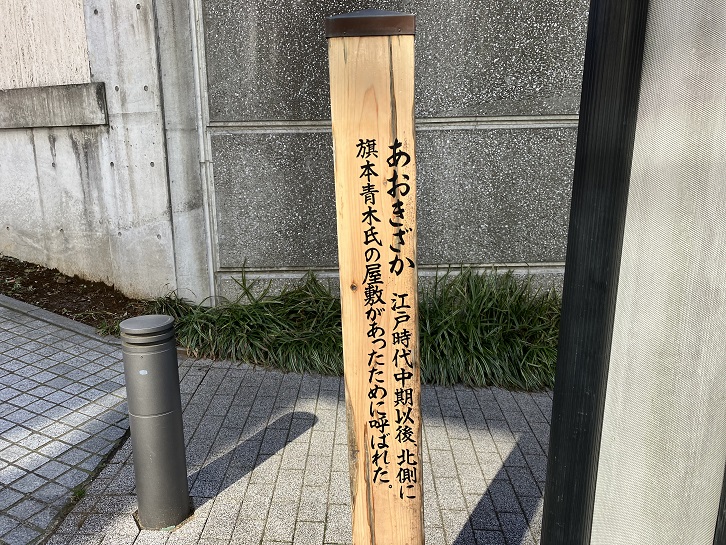 あおきざか 江戸時代中期以後、北側に
旗本青木氏の屋敷があったために呼ばれた。